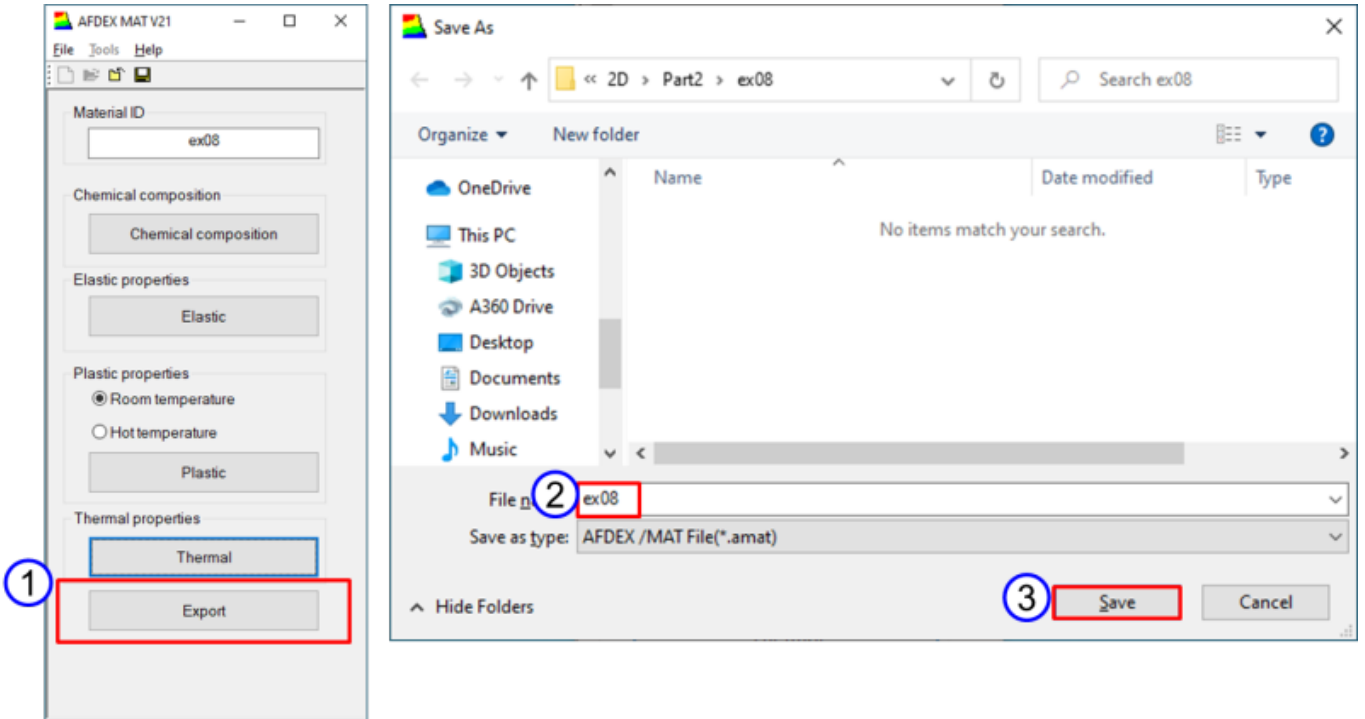 AFDEX MAT V21
File Tools Help
Material ID
ex08
Chemical composition
Chemical composition
Elastic properties
Elastic
Plastic properties
Room temperature
Hot temperature
Plastic
Thermal properties
Thermal
1
Export
Save As
« 2D > Part2 > ex08
Search ex08
Organize
New folder
Name
Date modified
Type
OneDrive
This PC
3D Objects
A360 Drive
Desktop
Documents
Downloads
Music
No items match your search.
File n 2 ex08
Save as type: AFDEX /MAT File(*.amat)
Hide Folders
3 Save
Cancel